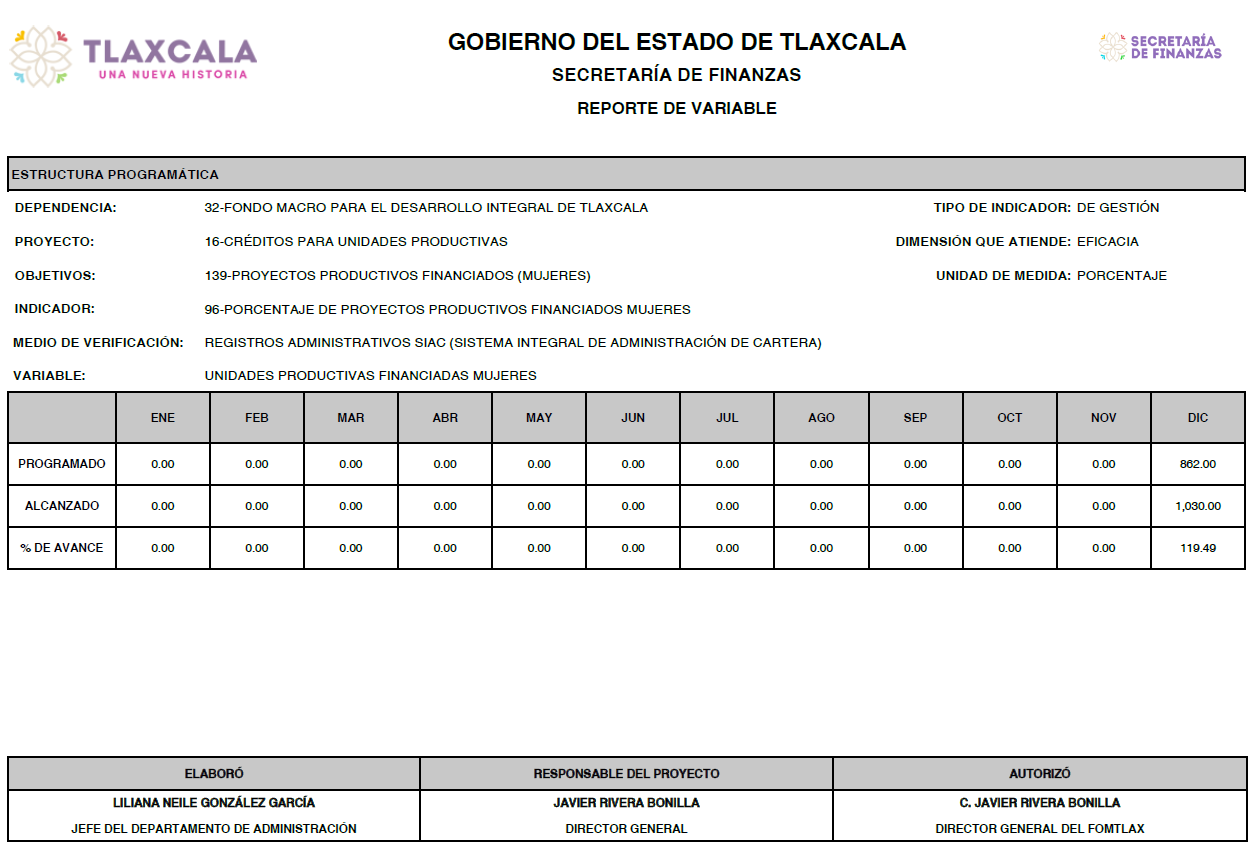 TLAXCALA
UNA NUEVA HISTORIA
GOBIERNO DEL ESTADO DE TLAXCALA
SECRETARÍA DE FINANZAS
REPORTE DE VARIABLE
SECRETARÍA
DE FINANZAS
ESTRUCTURA PROGRAMÁTICA
DEPENDENCIA: 32-FONDO MACRO PARA EL DESARROLLO INTEGRAL DE TLAXCALA TIPO DE INDICADOR: DE GESTIÓN
PROYECTO: 16-CRÉDITOS PARA UNIDADES PRODUCTIVAS DIMENSIÓN QUE ATIENDE: EFICACIA
OBJETIVOS: 139-PROYECTOS PRODUCTIVOS FINANCIADOS (MUJERES) UNIDAD DE MEDIDA: PORCENTAJE
INDICADOR: 96-PORCENTAJE DE PROYECTOS PRODUCTIVOS FINANCIADOS MUJERES
MEDIO DE VERIFICACIÓN: REGISTROS ADMINISTRATIVOS SIAC (SISTEMA INTEGRAL DE ADMINISTRACIÓN DE CARTERA)
VARIABLE: UNIDADES PRODUCTIVAS FINANCIADAS MUJERES
ENE FEB MAR ABR MAY JUN JUL AGO SEP OCT NOV DIC
PROGRAMADO 0.00 0.00 0.00 0.00 0.00 0.00 0.00 0.00 0.00 0.00 0.00 862.00
ALCANZADO 0.00 0.00 0.00 0.00 0.00 0.00 0.00 0.00 0.00 0.00 0.00 1,030.00
% DE AVANCE 0.00 0.00 0.00 0.00 0.00 0.00 0.00 0.00 0.00 0.00 0.00 119.49
ELABORÓ RESPONSABLE DEL PROYECTO AUTORIZÓ
LILIANA NEILE GONZÁLEZ GARCÍA JAVIER RIVERA BONILLA C. JAVIER RIVERA BONILLA
JEFE DEL DEPARTAMENTO DE ADMINISTRACIÓN DIRECTOR GENERAL DIRECTOR GENERAL DEL FOMTLAX